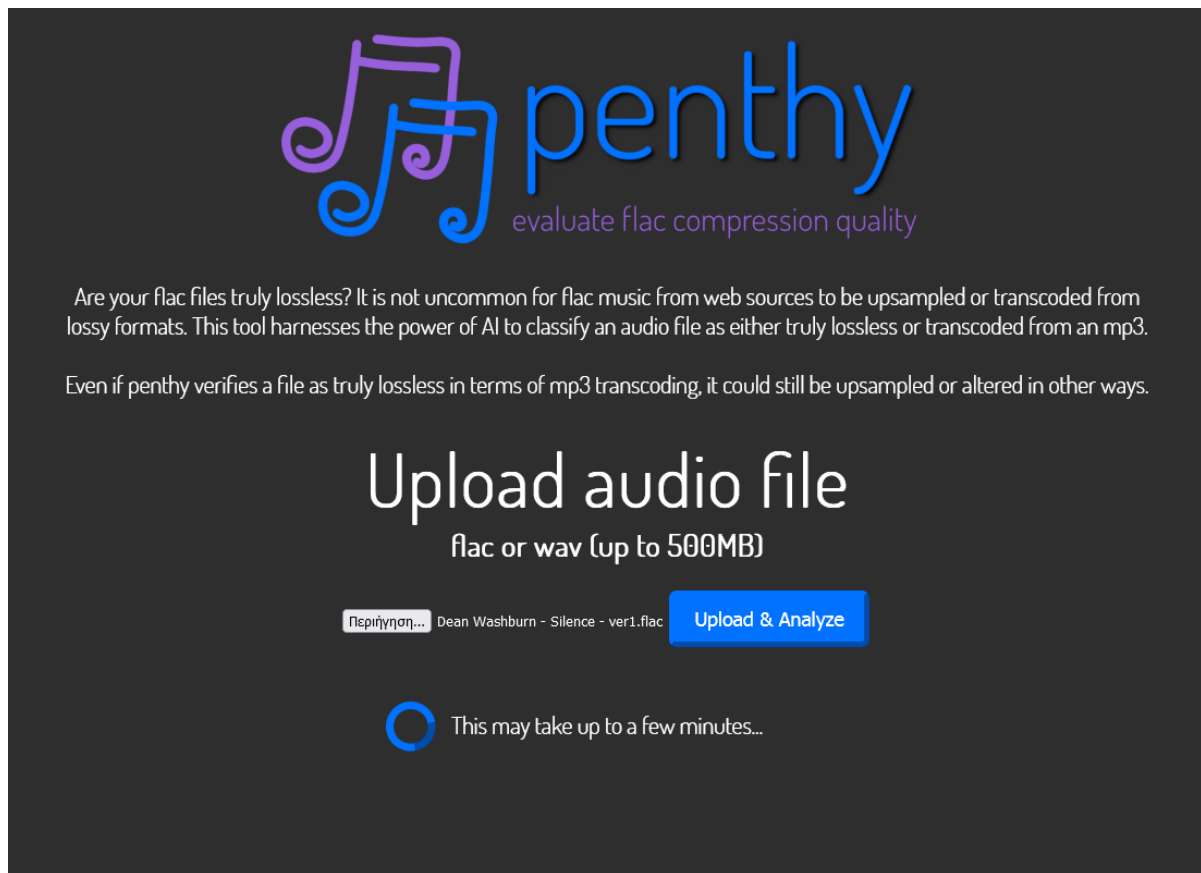 penthy
evaluate flac compression quality
Are your flac files truly lossless? It is not uncommon for flac music from web sources to be upsampled or transcoded from
lossy formats. This tool harnesses the power of AI to classify an audio file as either truly lossless or transcoded from an mp3.
Even if penthy verifies a file as truly lossless in terms of mp3 transcoding, it could still be upsampled or altered in other ways.
Upload audio file
flac or wav (up to 500MB)
Περιήγηση... Dean Washburn - Silence - ver1.flac Upload & Analyze
This may take up to a few minutes...